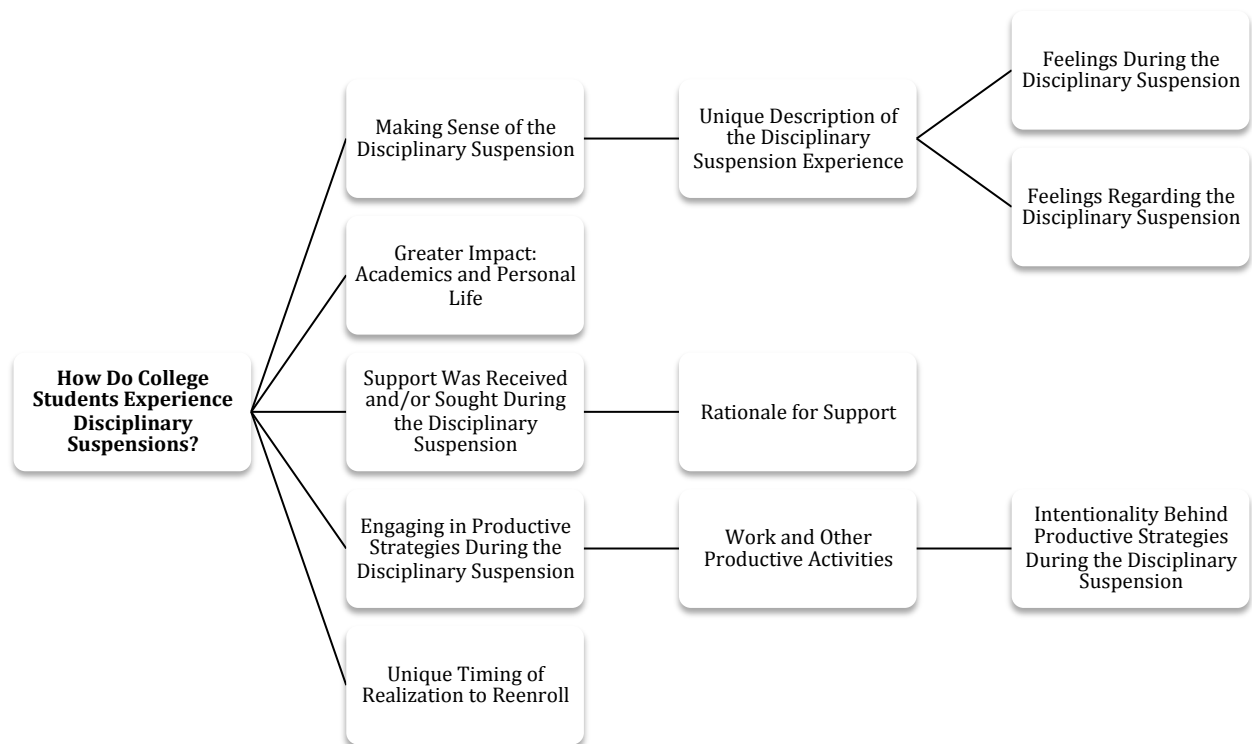 How Do College
Students Experience
Disciplinary
Suspensions?
Making Sense of the
Disciplinary Suspension
Unique Description of
the Disciplinary
Suspension Experience
Feelings During the
Disciplinary Suspension
Feelings Regarding the
Disciplinary Suspension
Greater Impact:
Academics and Personal
Life
Support Was Received
and/or Sought During
the Disciplinary
Suspension
Rationale for Support
Engaging in Productive
Strategies During the
Disciplinary Suspension
Work and Other
Productive Activities
Intentionality Behind
Productive Strategies
During the Disciplinary
Suspension
Unique Timing of
Realization to Reenroll